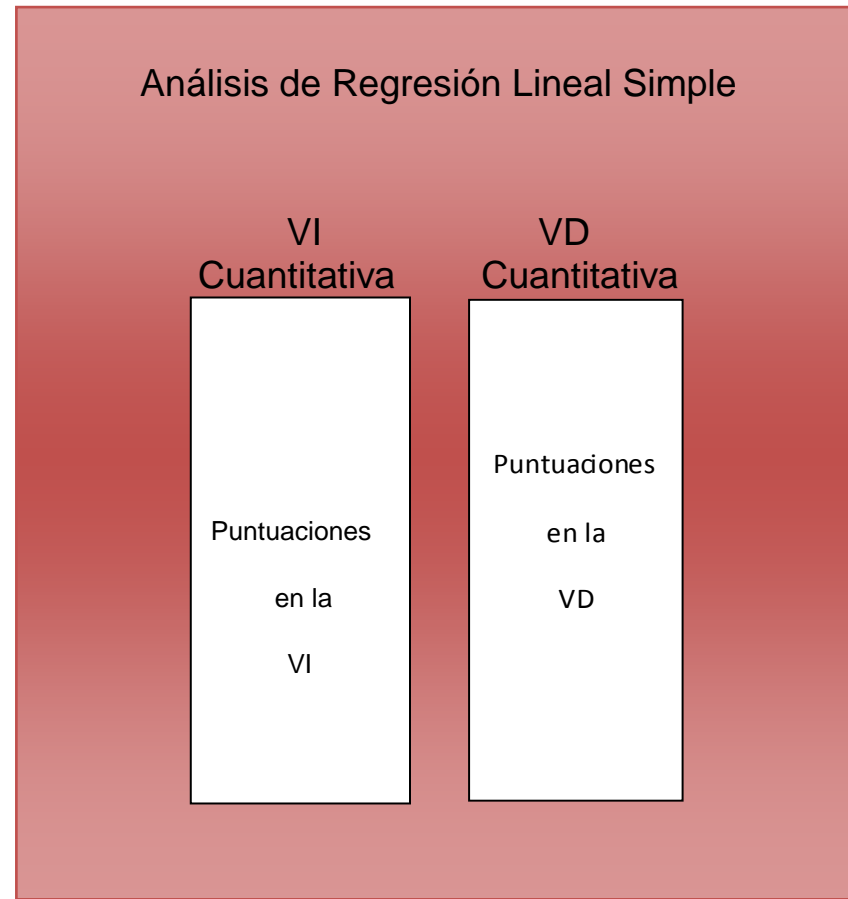 Análisis de Regresión Lineal Simple
VI
Cuantitativa
VD
Cuantitativa
Puntuaciones
en la
VI
Puntuaciones
en la
VD